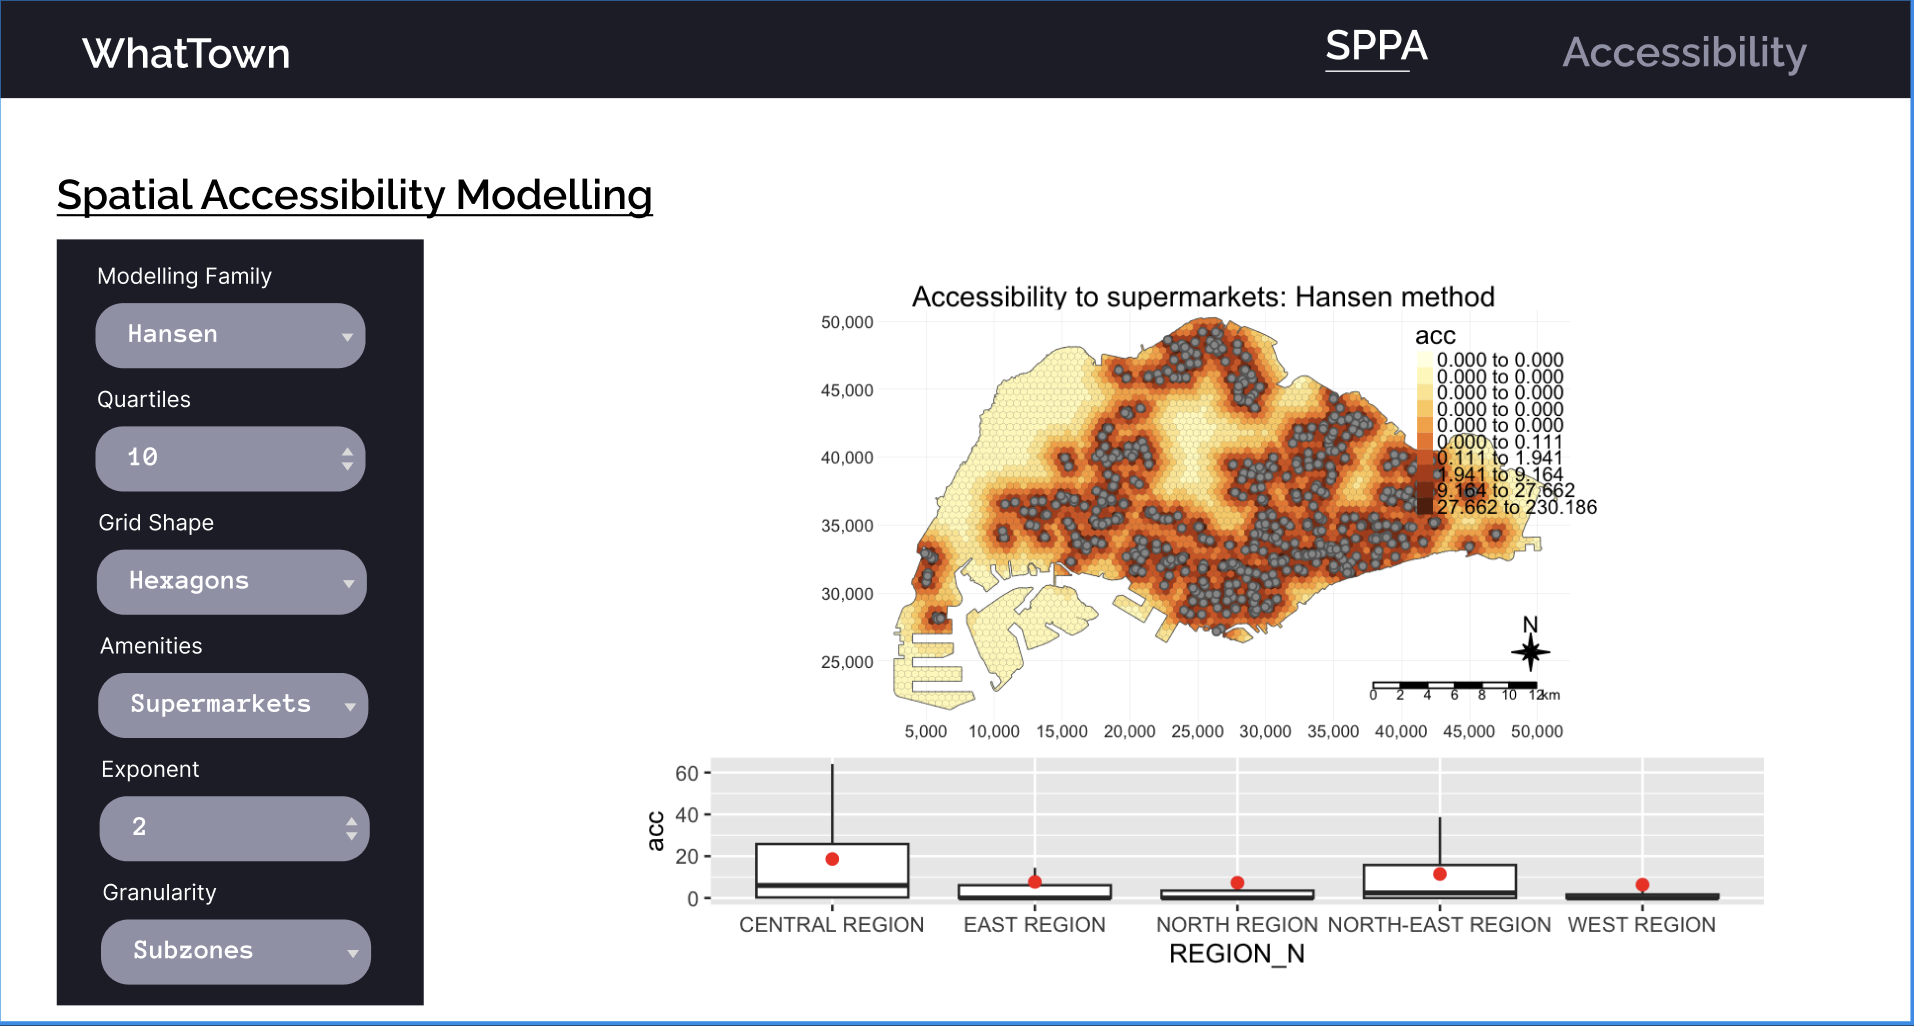 WhatTown
SPPA
Accessibility
Spatial Accessibility Modelling
Modelling Family
Hansen
Quartiles
10
Grid Shape
Hexagons
Amenities
Supermarkets
Exponent
2
Granularity
Subzones
Accessibility to supermarkets: Hansen method
50,000
45,000
40,000
35,000
30,000
25,000
acc
0.000 to 0.000
0.000 to 0.000
0.000 to 0.000
0.000 to 0.000
0.000 to 0.000
0.000 to 0.111
0.111 to 1.941
1.941 to 9.164
9.164 to 27.662
27.662 to 230.186
N
0 2 4 6 8 10 12km
5,000 10,000 15,000 20,000 25,000 30,000 35,000 40,000 45,000 50,000
acc
60
40
20
0
CENTRAL REGION EAST REGION NORTH REGION NORTH-EAST REGION WEST REGION
REGION_N